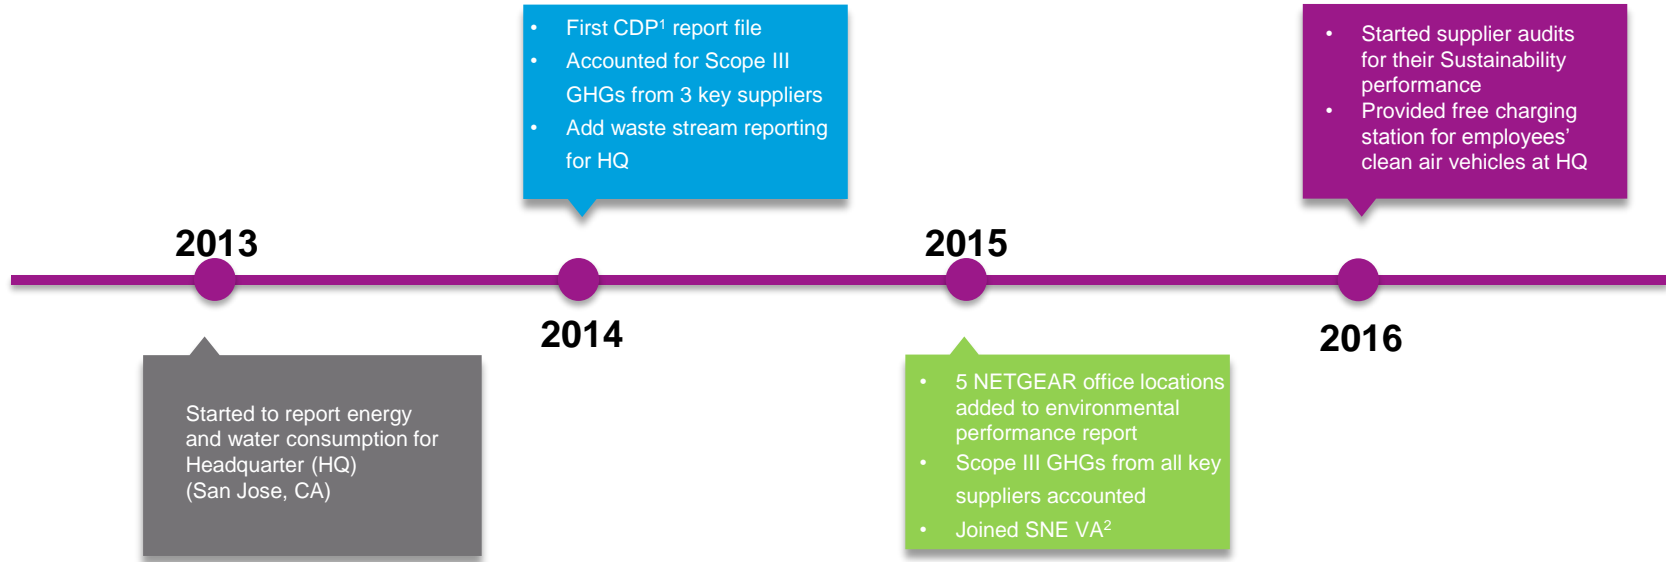 • First CDP¹ report file
• Accounted for Scope III
GHGs from 3 key suppliers
• Add waste stream reporting
for HQ
• Started supplier audits
for their Sustainability
performance
• Provided free charging
station for employees’
clean air vehicles at HQ
2013
2015
2014
2016
Started to report energy
and water consumption for
Headquarter (HQ)
(San Jose, CA)
• 5 NETGEAR office locations
added to environmental
performance report
• Scope III GHGs from all key
suppliers accounted
• Joined SNE VA²